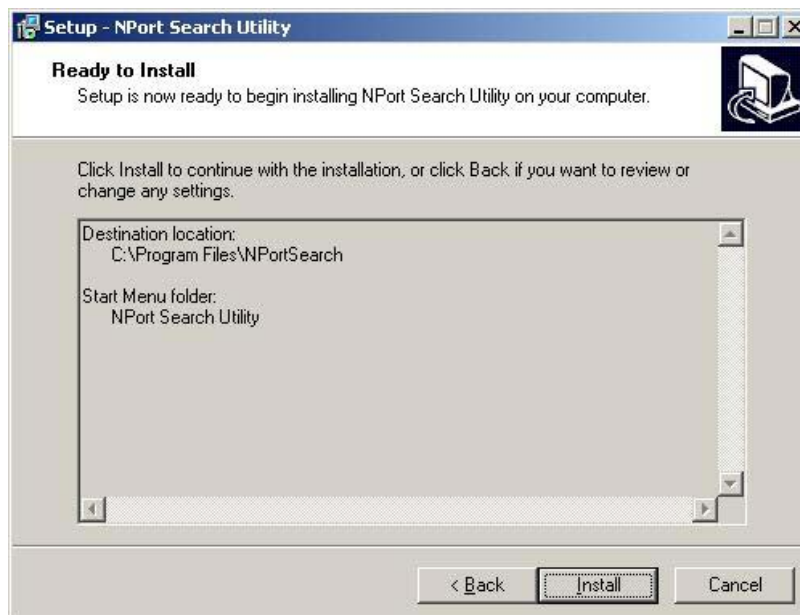 Setup - NPort Search Utility
Ready to Install
Setup is now ready to begin installing NPort Search Utility on your computer.
Click Install to continue with the installation, or click Back if you want to review or
change any settings.
Destination location:
C:\Program Files\NPortSearch
Start Menu folder:
NPort Search Utility
< Back
Install
Cancel